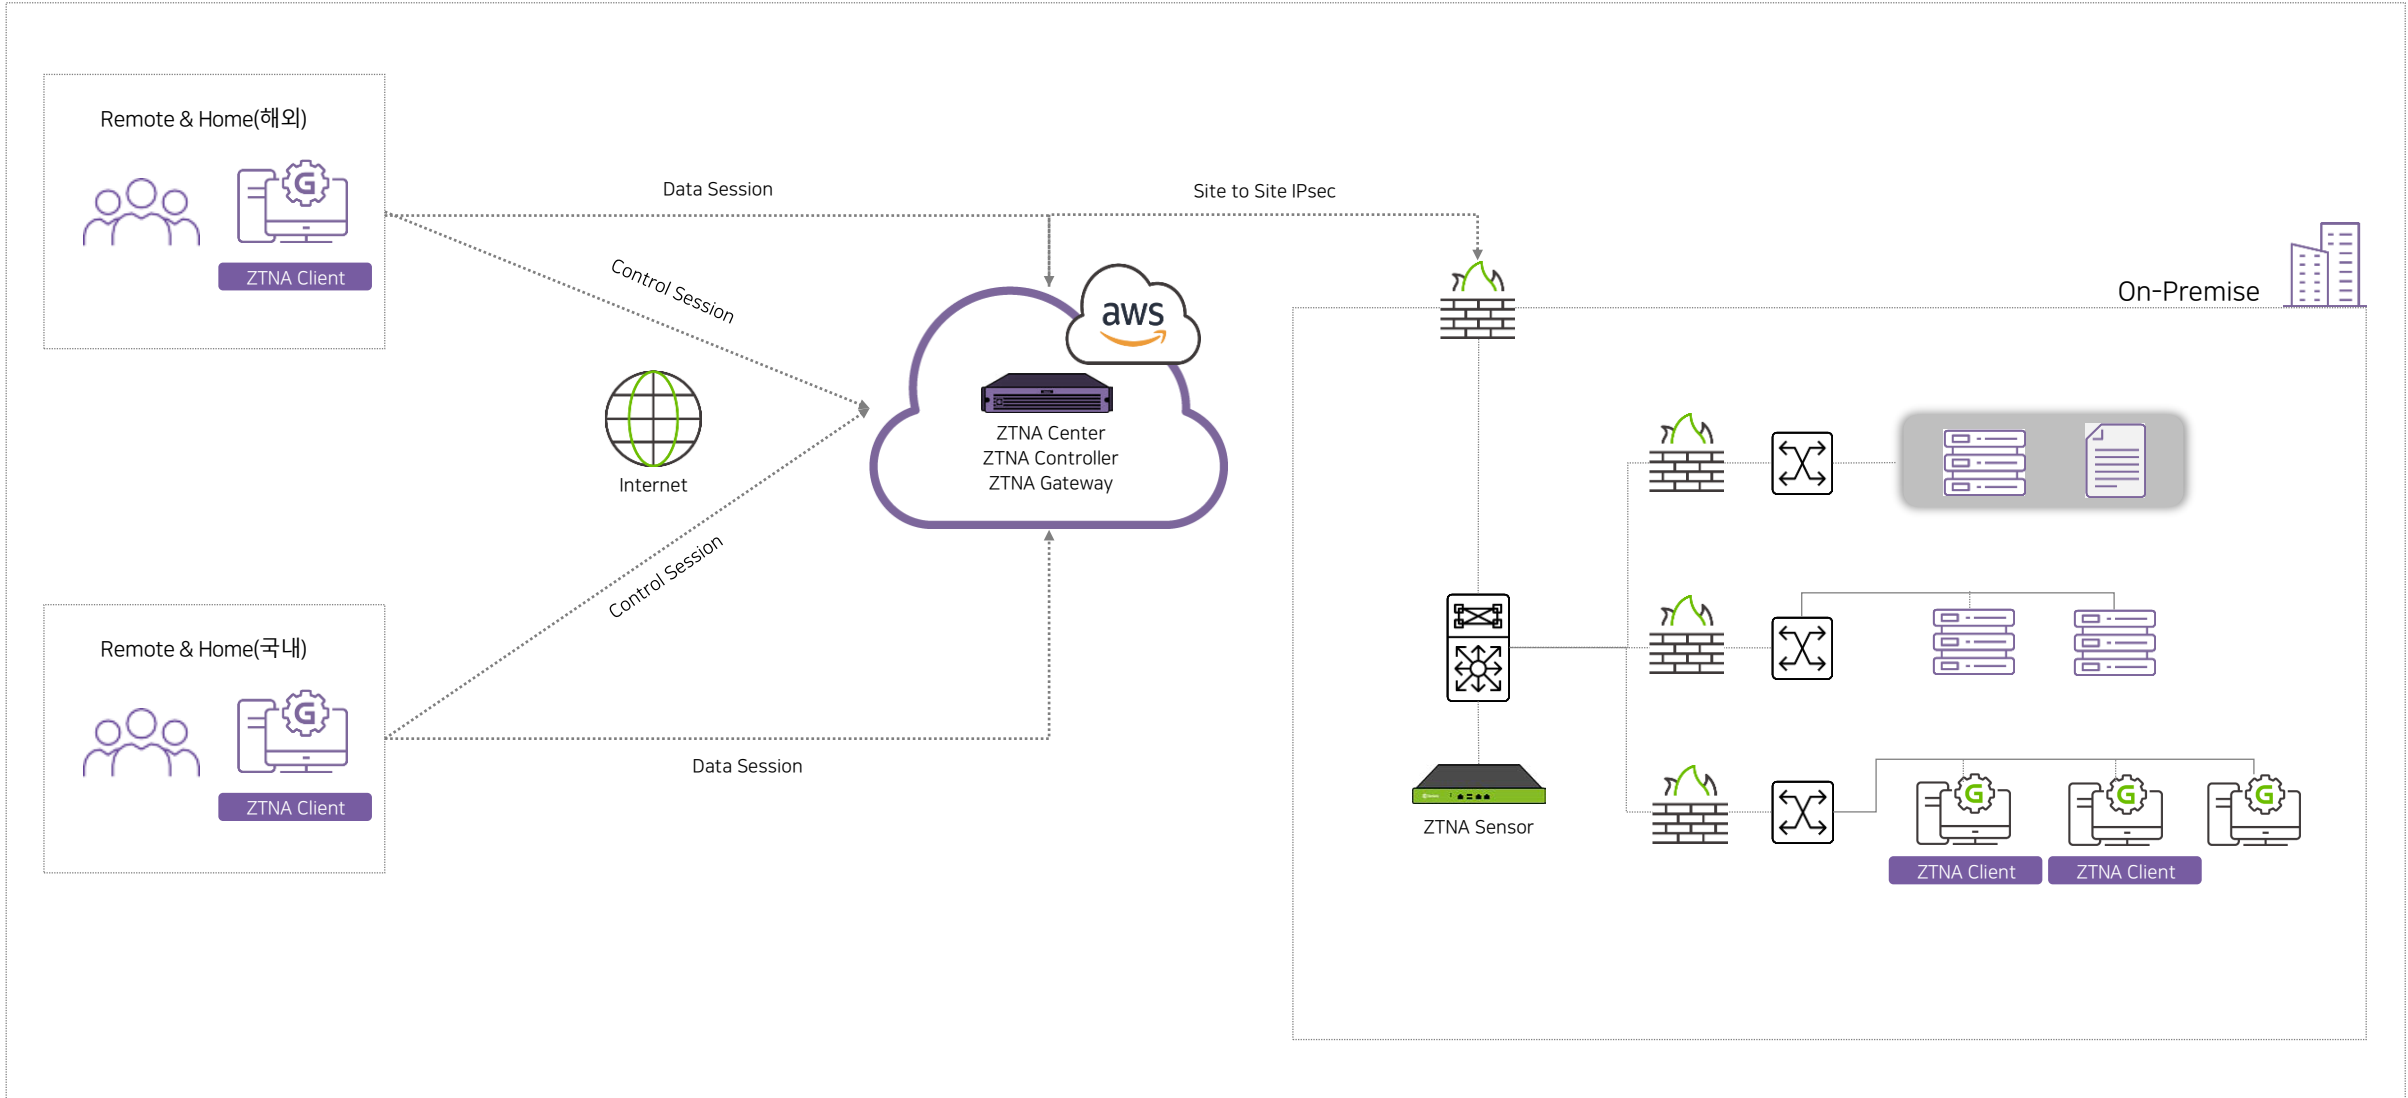 Remote & Home(해외)
ZTNA Client
Data Session
Control Session
Site to Site IPsec
On-Premise
aws
Internet
ZTNA Center
ZTNA Controller
ZTNA Gateway
Control Session
Remote & Home(국내)
ZTNA Client
Data Session
ZTNA Sensor
G
G
G
G
G
ZTNA Client
ZTNA Client